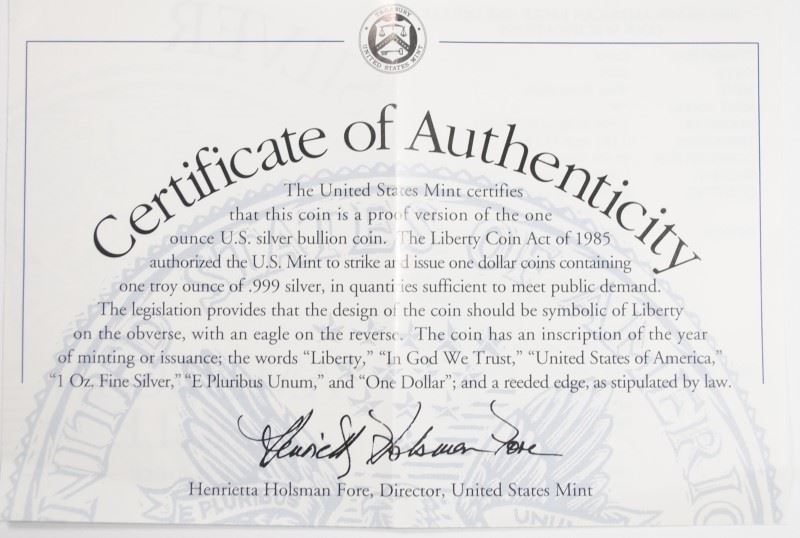 TREASURY
UNITED STATES MINT
Certificate of Authenticity
The United States Mint certifies
that this coin is a proof version of the one
ounce U.S. silver bullion coin. The Liberty Coin Act of 1985
authorized the U.S. Mint to strike and issue one dollar coins containing
one troy ounce of .999 silver, in quantities sufficient to meet public demand.
The legislation provides that the design of the coin should be symbolic of Liberty
on the obverse, with an eagle on the reverse. The coin has an inscription of the year
of minting or issuance; the words “Liberty,” “In God We Trust,” “United States of America,”
“1 Oz. Fine Silver,” “E Pluribus Unum,” and “One Dollar”; and a reeded edge, as stipulated by law.
Henrietta Holsman Fore
Henrietta Holsman Fore, Director, United States Mint
UNITED STATES OF AMERICA
E PLURIBUS UNUM